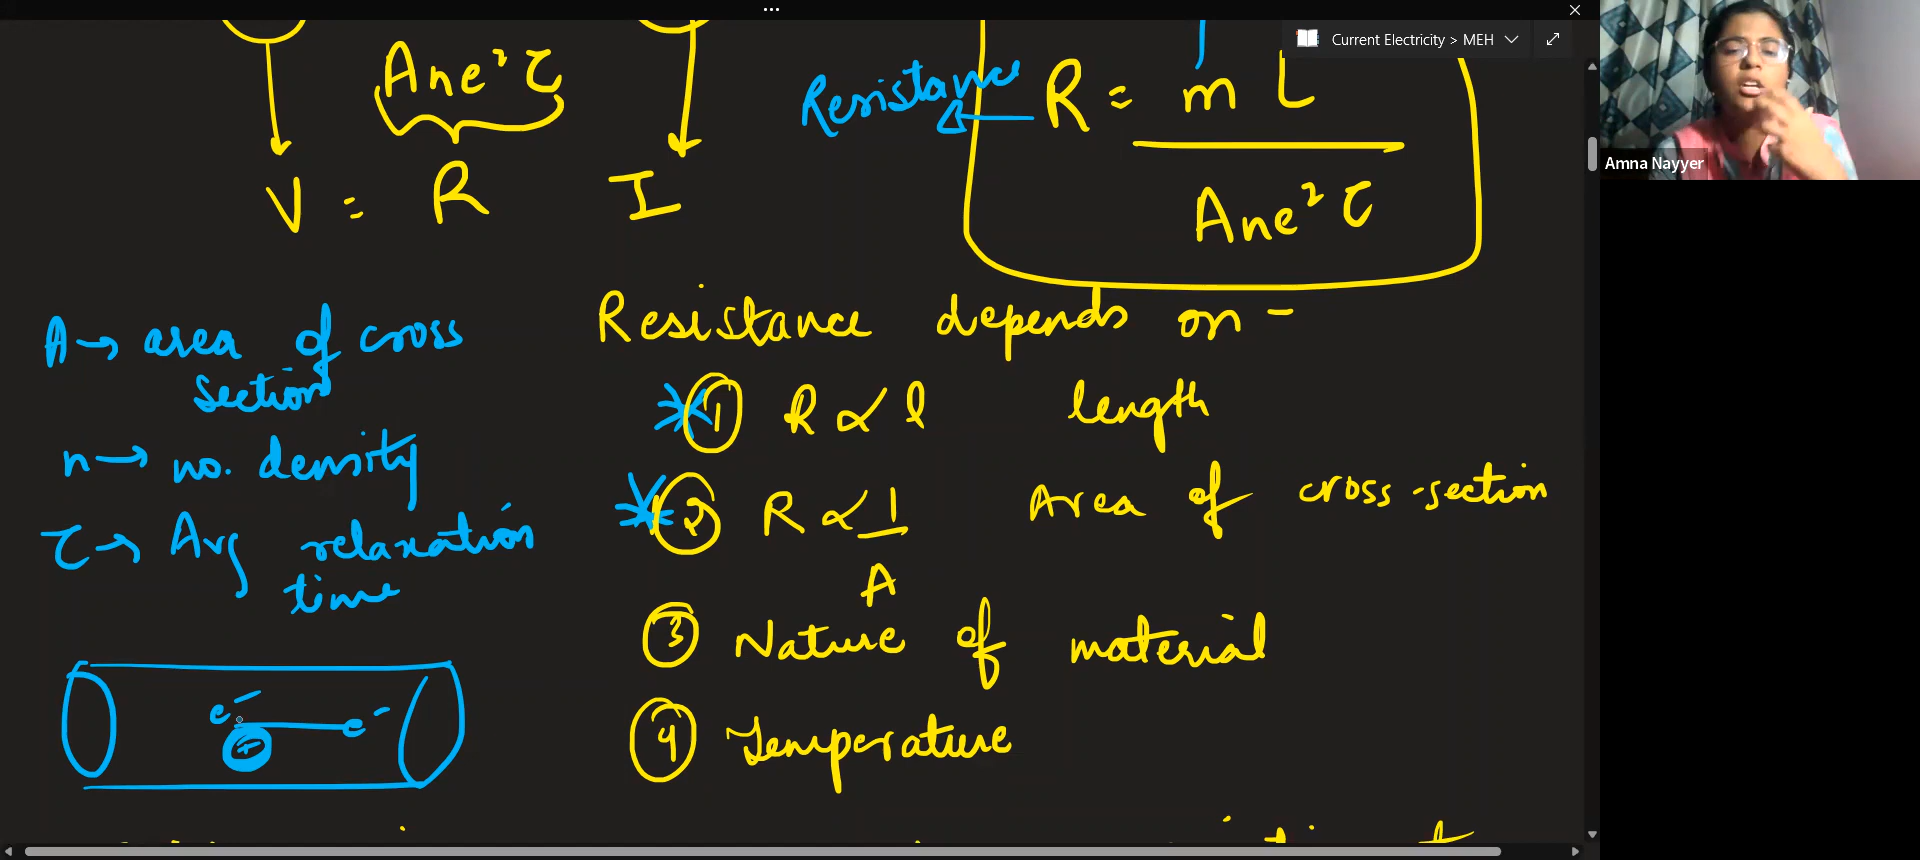 Current Electricity > MEH
Amna Nayyer
Ane²τ
V = R I
Resistance
R = m L
Ane²τ
A → area of cross
section
n → no. density
τ → Avg relaxation
time
e⁻ e⁻
+
Resistance depends on -
① R ∝ l length
② R ∝ 1 Area of cross-section
A
③ Nature of material
④ Temperature